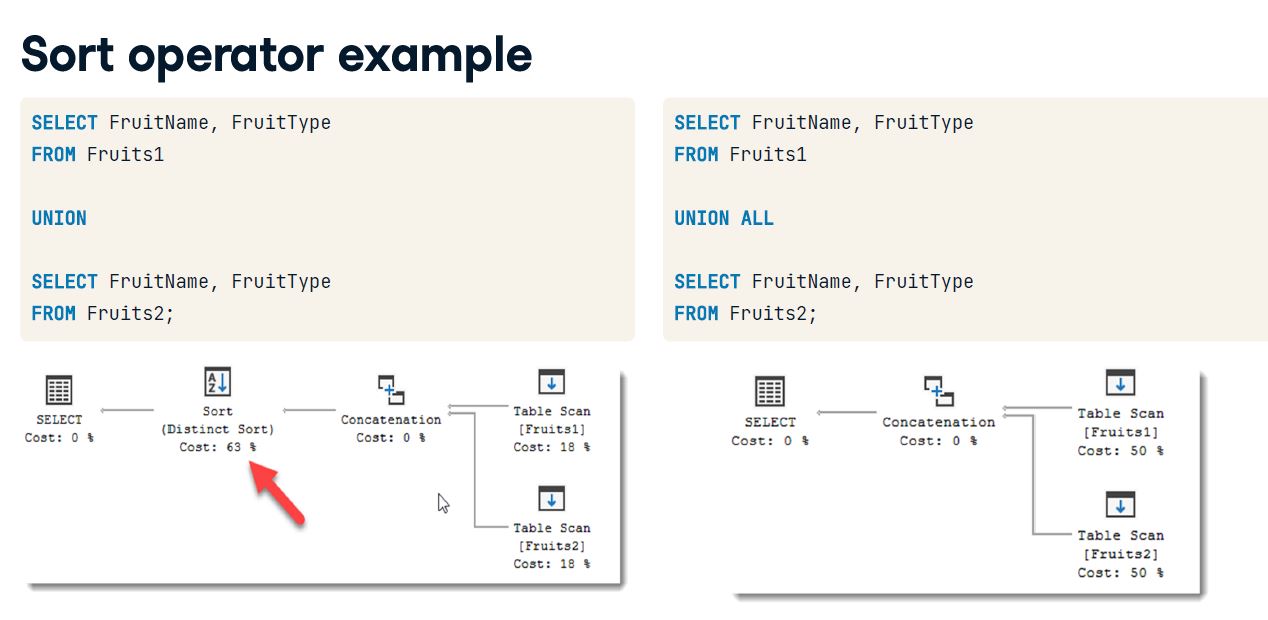 Sort operator example
SELECT FruitName, FruitType
FROM Fruits1
UNION
SELECT FruitName, FruitType
FROM Fruits2;
SELECT FruitName, FruitType
FROM Fruits1
UNION ALL
SELECT FruitName, FruitType
FROM Fruits2;
SELECT
Cost: 0 %
A
Z
Sort
(Distinct Sort)
Cost: 63 %
Concatenation
Cost: 0 %
Table Scan
[Fruits1]
Cost: 18 %
Table Scan
[Fruits2]
Cost: 18 %
SELECT
Cost: 0 %
Concatenation
Cost: 0 %
Table Scan
[Fruits1]
Cost: 50 %
Table Scan
[Fruits2]
Cost: 50 %